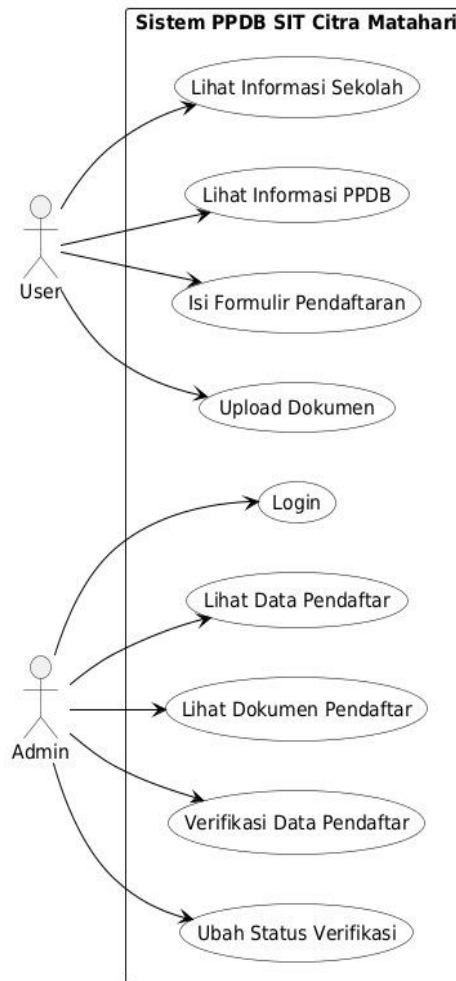 Sistem PPDB SIT Citra Matahari
Lihat Informasi Sekolah
Lihat Informasi PPDB
User
Isi Formulir Pendaftaran
Upload Dokumen
Login
Lihat Data Pendaftar
Lihat Dokumen Pendaftar
Admin
Verifikasi Data Pendaftar
Ubah Status Verifikasi